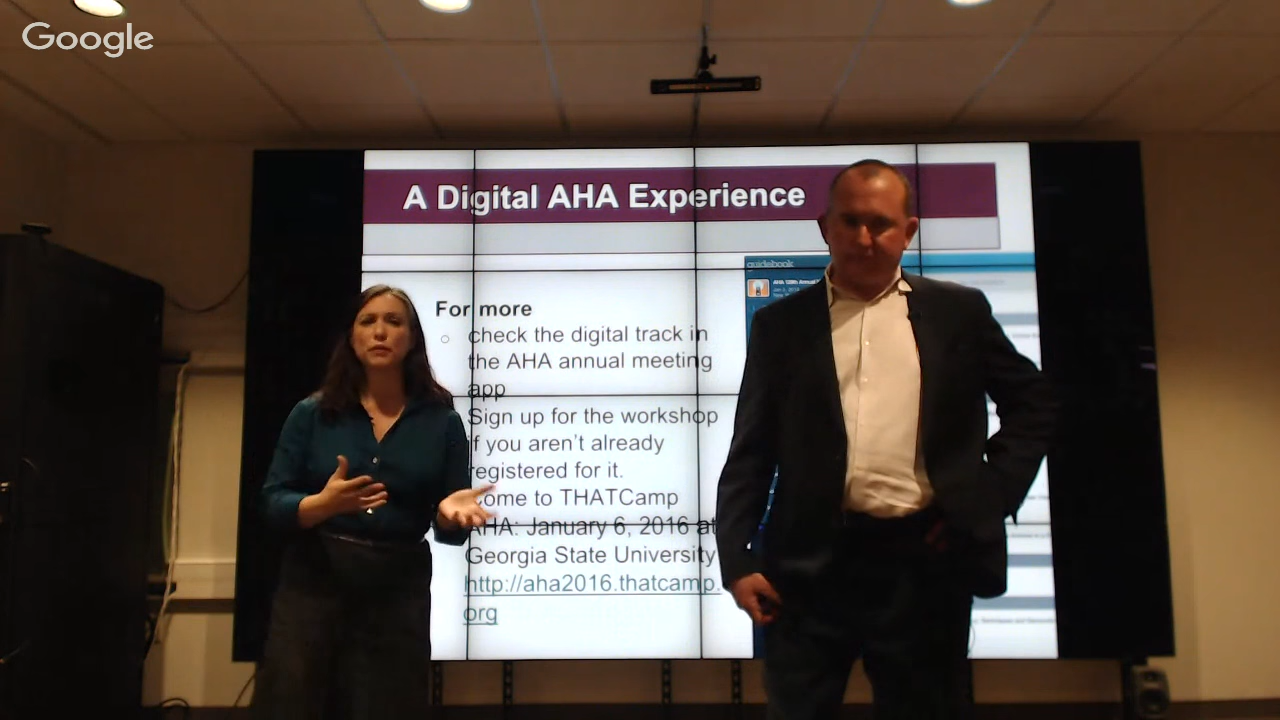 Google
A Digital AHA Experience
guidebook
For more
check the digital track in
the AHA annual meeting
app
Sign up for the workshop
if you aren't already
registered for it.
Come to THATCamp
AHA: January 6, 2016 at
Georgia State University
http://aha2016.thatcamp.
org